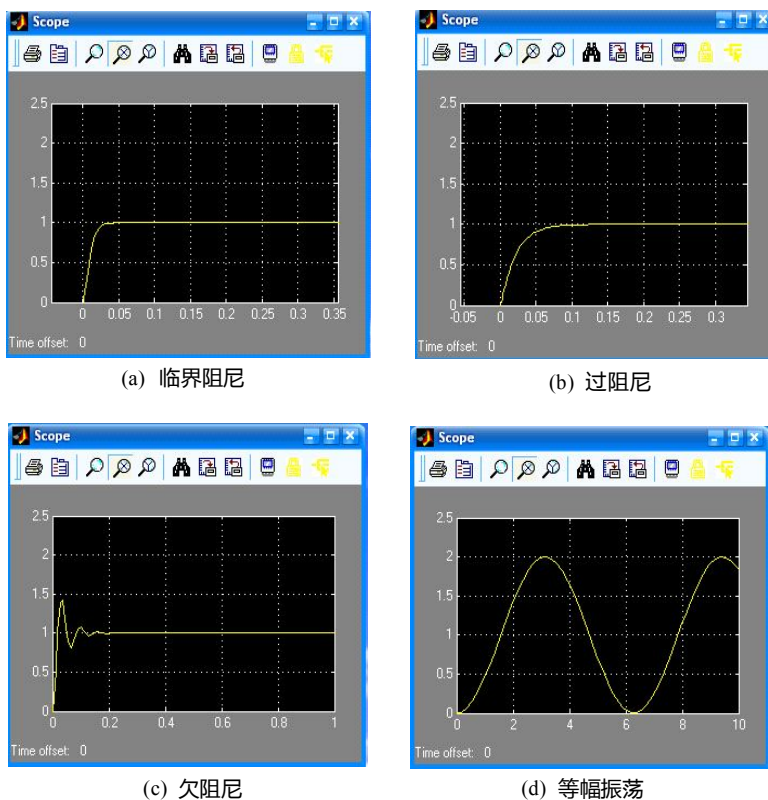 Scope
2.5
2
1.5
1
0.5
0
0 0.05 0.1 0.15 0.2 0.25 0.3 0.35
Time offset: 0
(a) 临界阻尼
Scope
2.5
2
1.5
1
0.5
0
-0.05 0 0.05 0.1 0.15 0.2 0.25 0.3
Time offset: 0
(b) 过阻尼
Scope
2.5
2
1.5
1
0.5
0
0 0.2 0.4 0.6 0.8 1
Time offset: 0
(c) 欠阻尼
Scope
2.5
2
1.5
1
0.5
0
0 2 4 6 8 10
Time offset: 0
(d) 等幅振荡